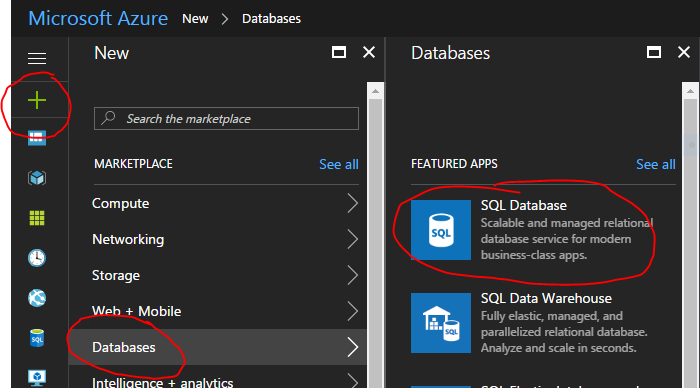 Microsoft Azure New > Databases
New
Databases
Search the marketplace
MARKETPLACE See all
Compute
Networking
Storage
Web + Mobile
Databases
Intelligence + analytics
FEATURED APPS See all
SQL
SQL Database
Scalable and managed relational
database service for modern
business-class apps.
SQL
SQL Data Warehouse
Fully elastic, managed, and
parallelized relational database.
Analyze and scale in seconds.
SQL